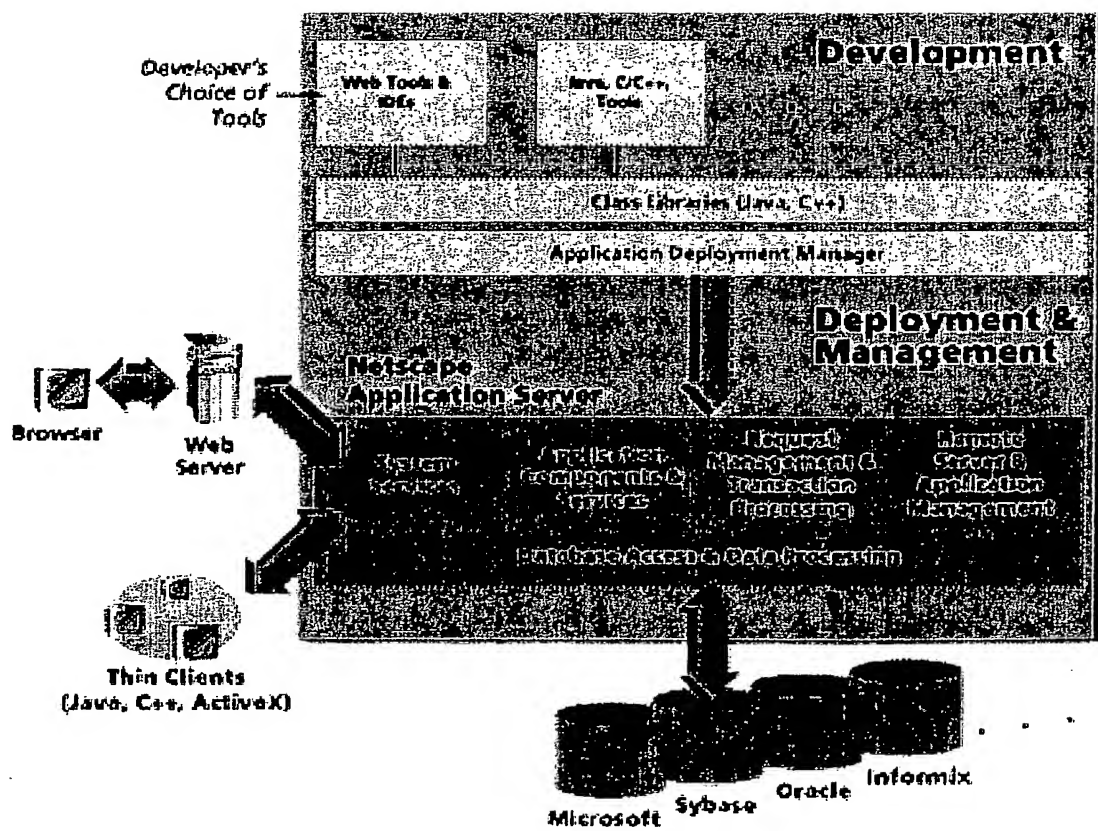 Development
Developer's
Choice of
Tools
Web Tools &
IDEs
Java, C/C++,
Tools
Class Libraries (Java, C++)
Application Deployment Manager
Deployment &
Management
Netscape
Application Server
Browser
Web
Server
System
Services
Application
Components &
Services
Request
Management &
Transaction
Processing
Remote
Server &
Application
Management
Database Access & Data Processing
Thin Clients
(Java, C++, ActiveX)
Microsoft
Sybase
Oracle
Informix
. . .